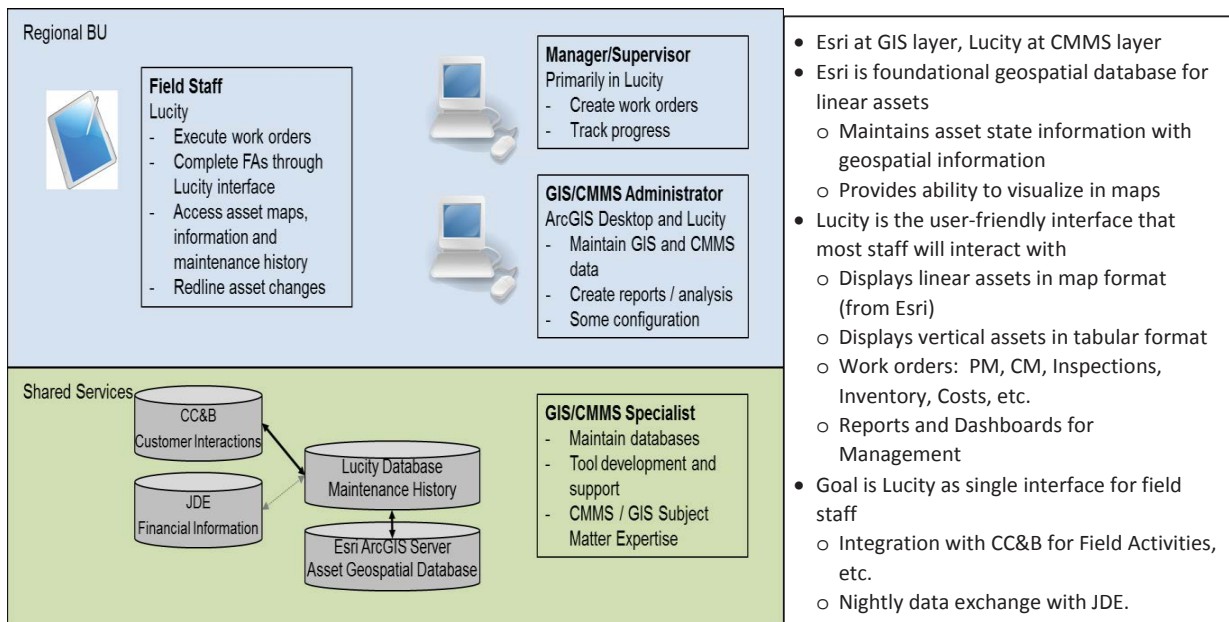 Regional BU
Field Staff
Lucity
- Execute work orders
- Complete FAs through
Lucity interface
- Access asset maps,
information and
maintenance history
- Redline asset changes
Manager/Supervisor
Primarily in Lucity
- Create work orders
- Track progress
GIS/CMMS Administrator
ArcGIS Desktop and Lucity
- Maintain GIS and CMMS
data
- Create reports / analysis
- Some configuration
Shared Services
CC&B
Customer Interactions
JDE
Financial Information
Lucity Database
Maintenance History
Esri ArcGIS Server
Asset Geospatial Database
GIS/CMMS Specialist
- Maintain databases
- Tool development and
support
- CMMS / GIS Subject
Matter Expertise
• Esri at GIS layer, Lucity at CMMS layer
• Esri is foundational geospatial database for
linear assets
o Maintains asset state information with
geospatial information
o Provides ability to visualize in maps
• Lucity is the user-friendly interface that
most staff will interact with
o Displays linear assets in map format
(from Esri)
o Displays vertical assets in tabular format
o Work orders: PM, CM, Inspections,
Inventory, Costs, etc.
o Reports and Dashboards for
Management
• Goal is Lucity as single interface for field
staff
o Integration with CC&B for Field Activities,
etc.
o Nightly data exchange with JDE.